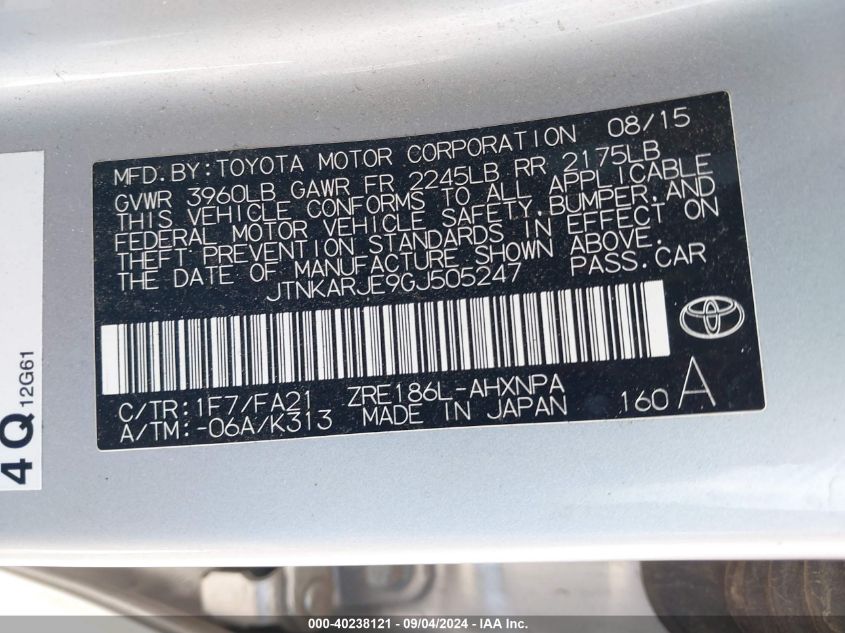 MFD.BY:TOYOTA MOTOR CORPORATION 08/15
GVWR 3960LB GAWR FR 2245LB RR 2175LB
THIS VEHICLE CONFORMS TO ALL APPLICABLE
FEDERAL MOTOR VEHICLE SAFETY,BUMPER,AND
THEFT PREVENTION STANDARDS IN EFFECT ON
THE DATE OF MANUFACTURE SHOWN ABOVE.
JTNKARJE9GJ505247 PASS.CAR
C/TR:1F7/FA21 ZRE186L-AHXNPA
A/TM:-06A/K313 MADE IN JAPAN 160 A
4Q 12G61
000-40238121 - 09/04/2024 - IAA Inc.